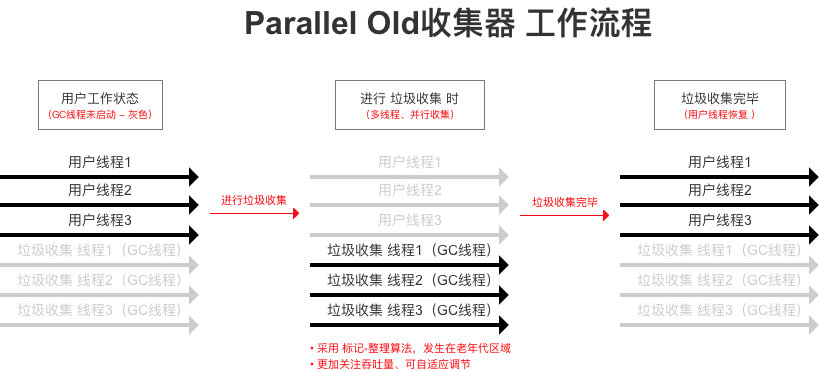 Parallel Old收集器 工作流程
用户工作状态
(GC线程未启动 – 灰色)
进行 垃圾收集 时
(多线程、并行收集)
垃圾收集完毕
(用户线程恢复 )
用户线程1
用户线程2
用户线程3
垃圾收集 线程1（GC线程）
垃圾收集 线程2（GC线程）
垃圾收集 线程3（GC线程）
进行垃圾收集
用户线程1
用户线程2
用户线程3
垃圾收集 线程1（GC线程）
垃圾收集 线程2（GC线程）
垃圾收集 线程3（GC线程）
• 采用 标记-整理算法，发生在老年代区域
• 更加关注吞吐量、可自适应调节
垃圾收集完毕
用户线程1
用户线程2
用户线程3
垃圾收集 线程1（GC线程）
垃圾收集 线程2（GC线程）
垃圾收集 线程3（GC线程）